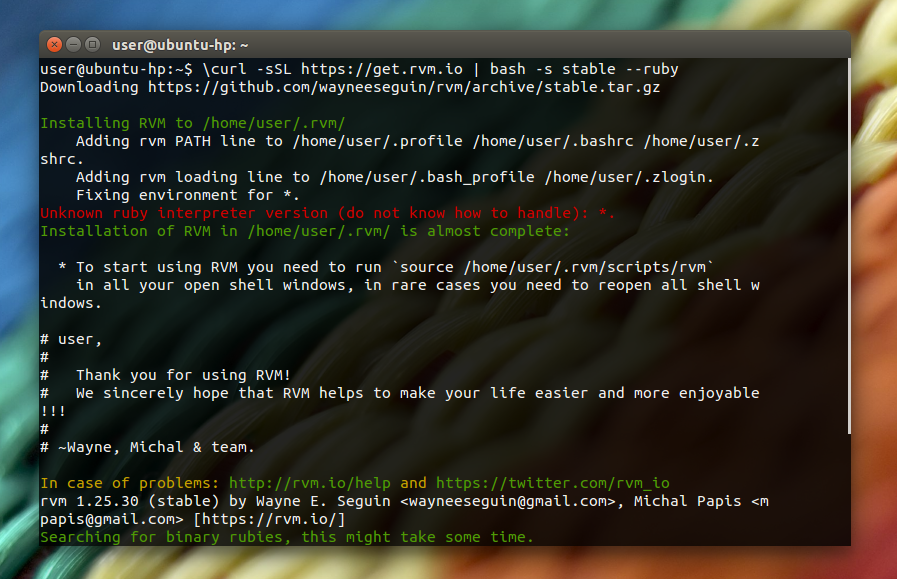 user@ubuntu-hp: ~
user@ubuntu-hp:~$ \curl -sSL https://get.rvm.io | bash -s stable --ruby
Downloading https://github.com/wayneeseguin/rvm/archive/stable.tar.gz
Installing RVM to /home/user/.rvm/
    Adding rvm PATH line to /home/user/.profile /home/user/.bashrc /home/user/.z
shrc.
    Adding rvm loading line to /home/user/.bash_profile /home/user/.zlogin.
    Fixing environment for *.
Unknown ruby interpreter version (do not know how to handle): *.
Installation of RVM in /home/user/.rvm/ is almost complete:
  * To start using RVM you need to run `source /home/user/.rvm/scripts/rvm`
    in all your open shell windows, in rare cases you need to reopen all shell w
indows.
# user,
#
#   Thank you for using RVM!
#   We sincerely hope that RVM helps to make your life easier and more enjoyable
!!!
#
# ~Wayne, Michal & team.
In case of problems: http://rvm.io/help and https://twitter.com/rvm_io
rvm 1.25.30 (stable) by Wayne E. Seguin <wayneeseguin@gmail.com>, Michal Papis <m
papis@gmail.com> [https://rvm.io/]
Searching for binary rubies, this might take some time.